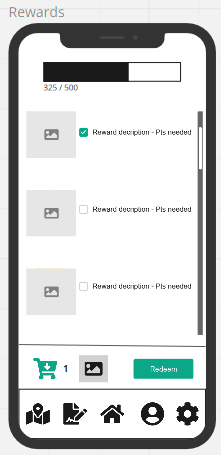 Rewards
325 / 500
Reward decription - Pts needed
Reward decription - Pts needed
Reward decription - Pts needed
1
Redeem